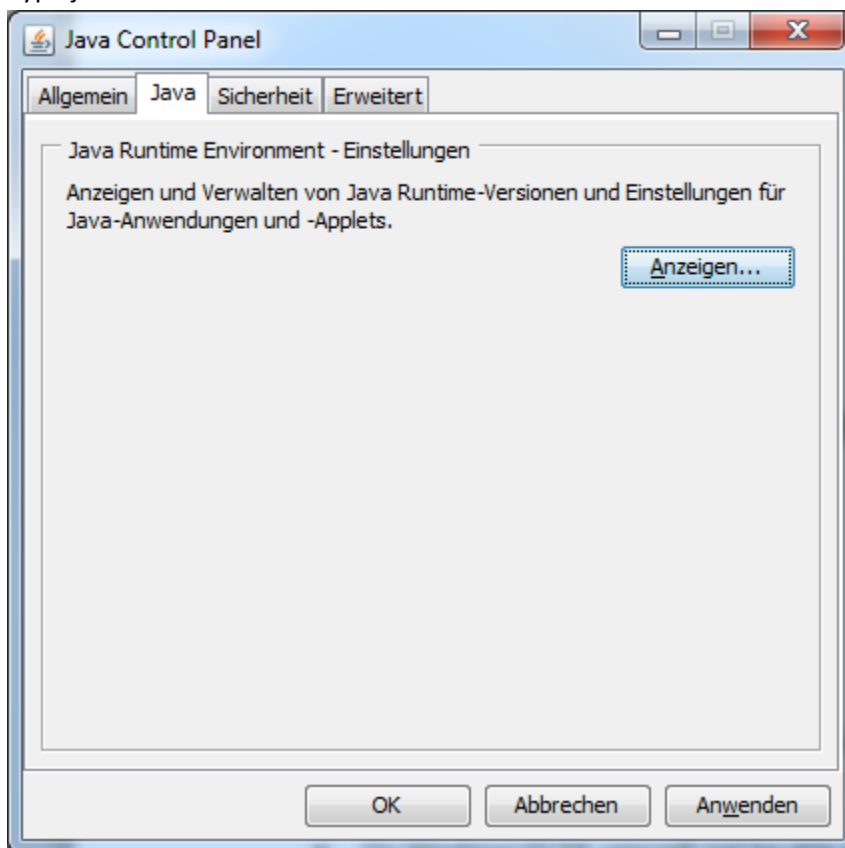 Java Control Panel
Allgemein Java Sicherheit Erweitert
Java Runtime Environment - Einstellungen
Anzeigen und Verwalten von Java Runtime-Versionen und Einstellungen für
Java-Anwendungen und -Applets.
Anzeigen...
OK Abbrechen Anwenden